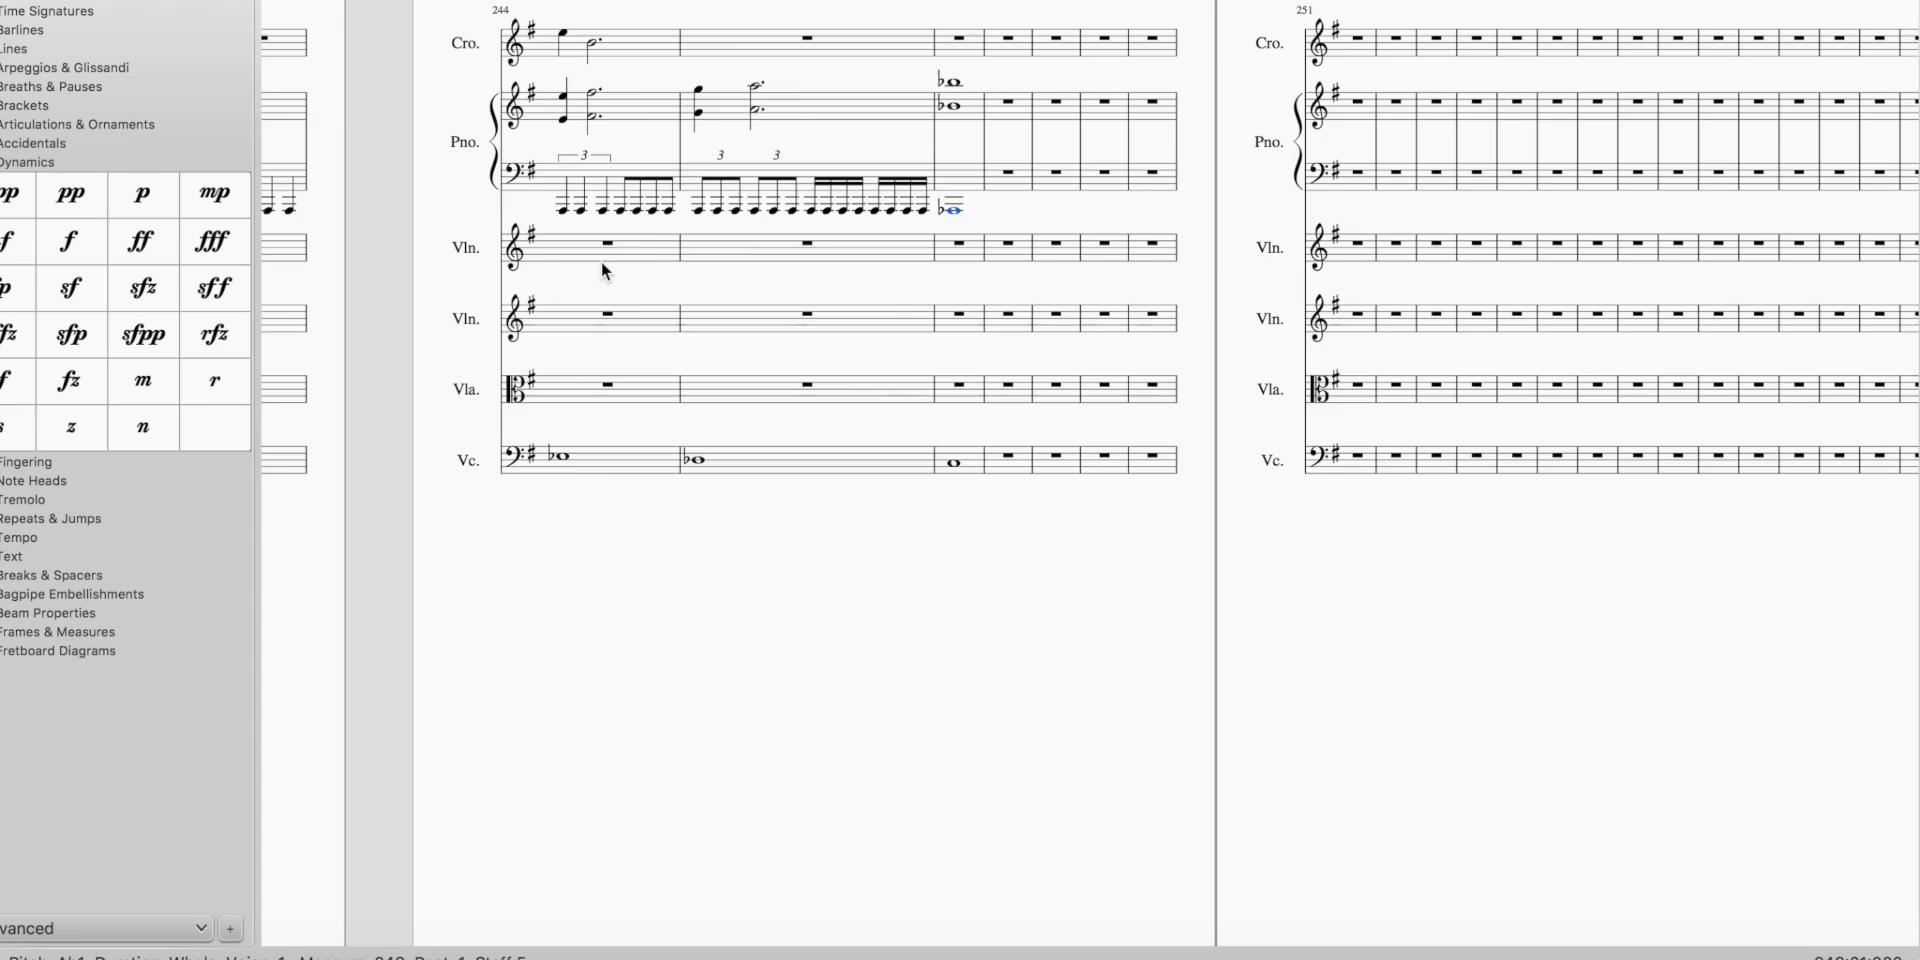 Time Signatures
Barlines
Lines
Arpeggios & Glissandi
Breaths & Pauses
Brackets
Articulations & Ornaments
Accidentals
Dynamics
pp p mp
f ff fff
sf sfz sff
sfp sfpp rfz
fz m r
z n
Fingering
Note Heads
Tremolo
Repeats & Jumps
Tempo
Text
Breaks & Spacers
Bagpipe Embellishments
Beam Properties
Frames & Measures
Fretboard Diagrams
vanced
+
244
Cro.
Pno.
3 3 3
Vln.
Vln.
Vla.
Vc.
251
Cro.
Pno.
Vln.
Vln.
Vla.
Vc.